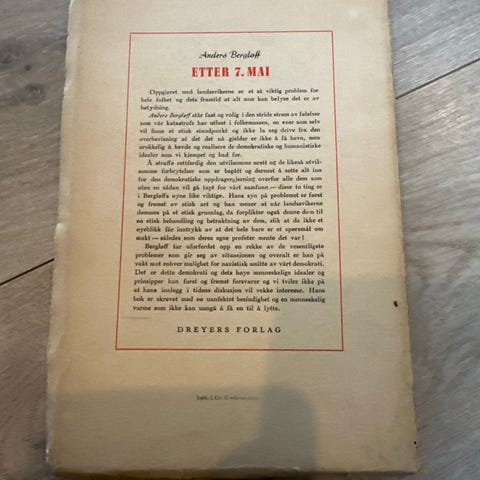 Anders Bergløff
ETTER 7. MAI
Oppgjøret med landssvikerne er et så viktig problem for
hele folket og dets framtid at alt som kan belyse det er av
betydning.
Anders Bergløff står fast og rolig i den stride strøm av følelser
som vår katastrofe har utløst i folkemassen, en ener som selv
vil finne et etisk standpunkt og ikke la seg drive fra den
overbevisning at det det nå gjelder er ikke å få hevn, men
urokkelig å hevde og realisere de demokratiske og humanistiske
idealer som vi kjempet og bad for.
Å straffe rettferdig den utvilsomme urett og de likeså utvil-
somme forbrytelser som er begått og dernest å sette alt inn
for den demokratiske oppdragergjerning overfor alle dem som
uten en sådan vil gå tapt for vårt samfunn — disse to ting er
i Bergløffs øyne like viktige. Hans syn på problemet er først
og fremst av etisk art og han mener at når landssvikerne
dømmes på et etisk grunnlag, da forplikter også denne dom til
en etisk behandling og betraktning av dem, slik at de ikke et
øyeblikk får inntrykk av at det hele bare er et spørsmål om
makt — således som deres egne profeter mente det var!
Bergløff tar uforferdet opp en rekke av de vesentligste
problemer som gir seg av situasjonen og overalt er han på
vakt mot enhver mulighet for nazistisk smitte av vårt demokrati.
Det er dette demokrati og dets høye menneskelige idealer og
prinsipper han først og fremst forsvarer og vi tviler ikke på
at hans innlegg i tidens diskusjon vil vekke interesse. Hans
bok er skrevet med en uanfektet besindighet og en menneskelig
varme som ikke kan unngå å få en til å lytte.
DREYERS FORLAG